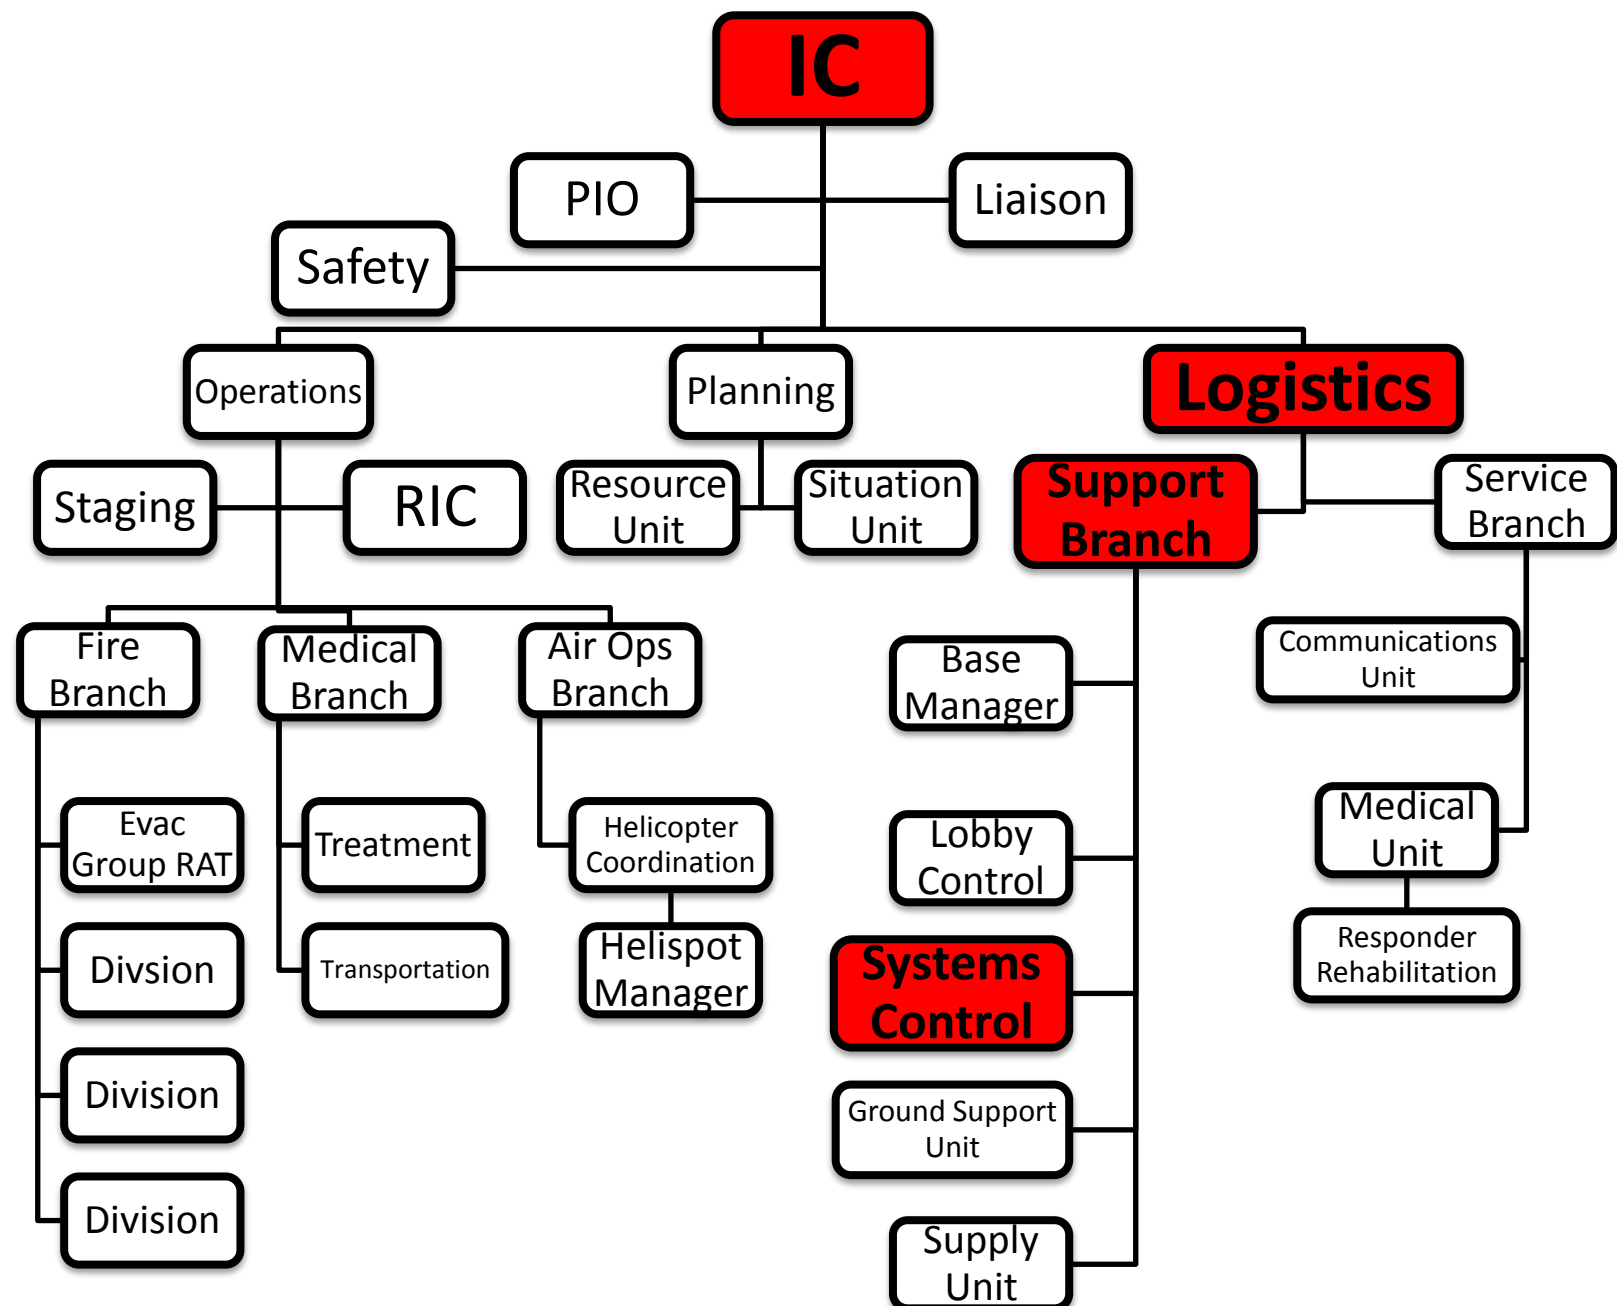 IC
PIO
Liaison
Safety
Operations
Planning
Logistics
Staging
RIC
Resource
Unit
Situation
Unit
Support
Branch
Service
Branch
Fire
Branch
Medical
Branch
Air Ops
Branch
Base
Manager
Communications
Unit
Evac
Group RAT
Treatment
Helicopter
Coordination
Lobby
Control
Medical
Unit
Divsion
Transportation
Helispot
Manager
Systems
Control
Responder
Rehabilitation
Division
Ground Support
Unit
Division
Supply
Unit